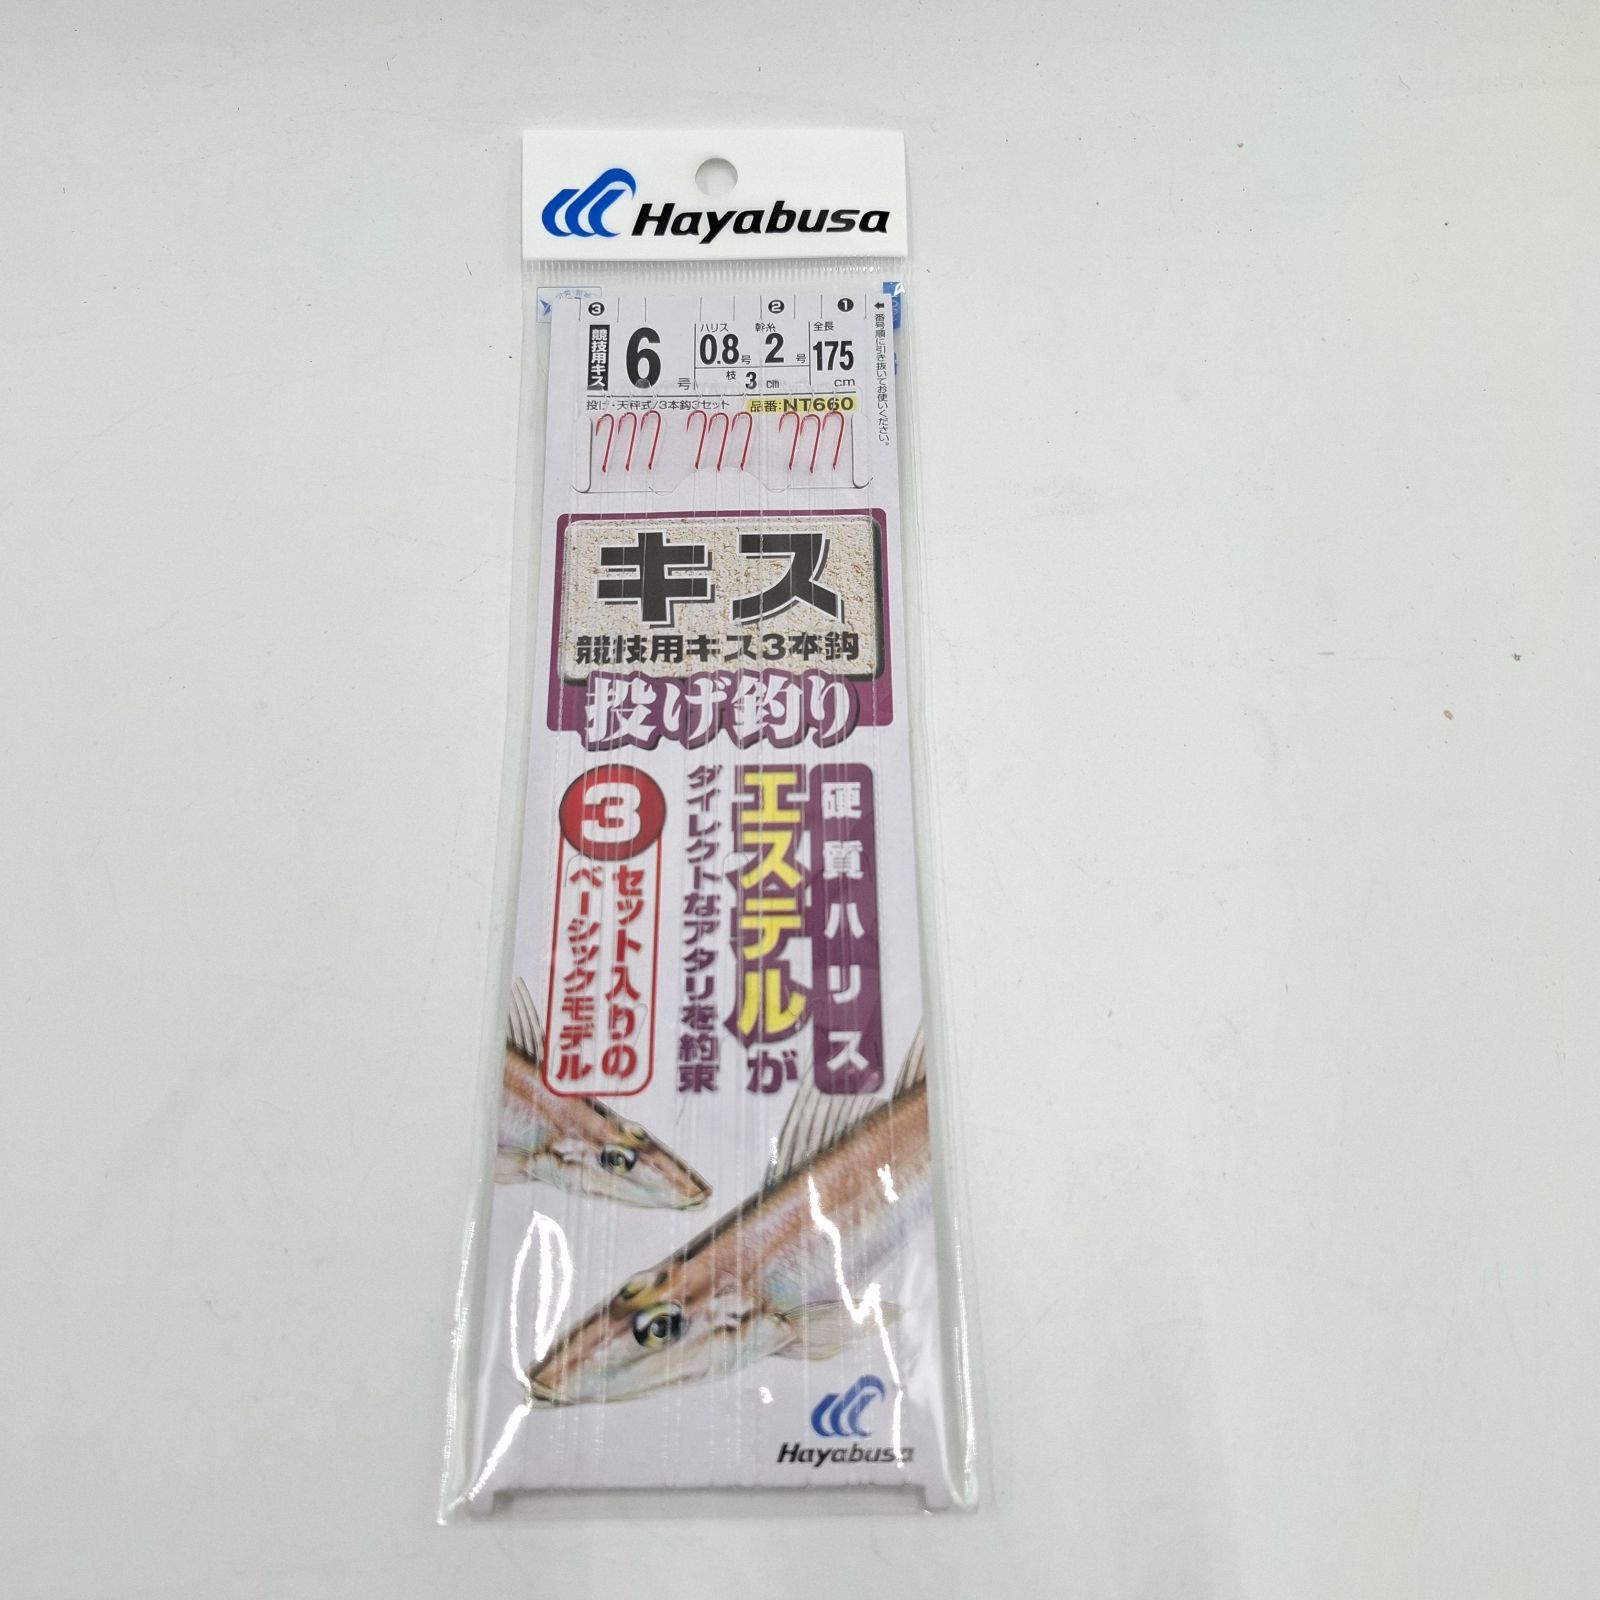 Hayabusa
③ ② ①
競技用キス 6号 ハリス 0.8号 幹糸 2号 全長 175cm
枝 3cm
投げ・天秤式/3本鈎3セット 品番:NT660
←番号順に引き抜いてお使いください。
キス
競技用キス3本鈎
投げ釣り
硬質ハリス
エステルが
ダイレクトなアタリを約束
3
セット入りの
ベーシックモデル
Hayabusa